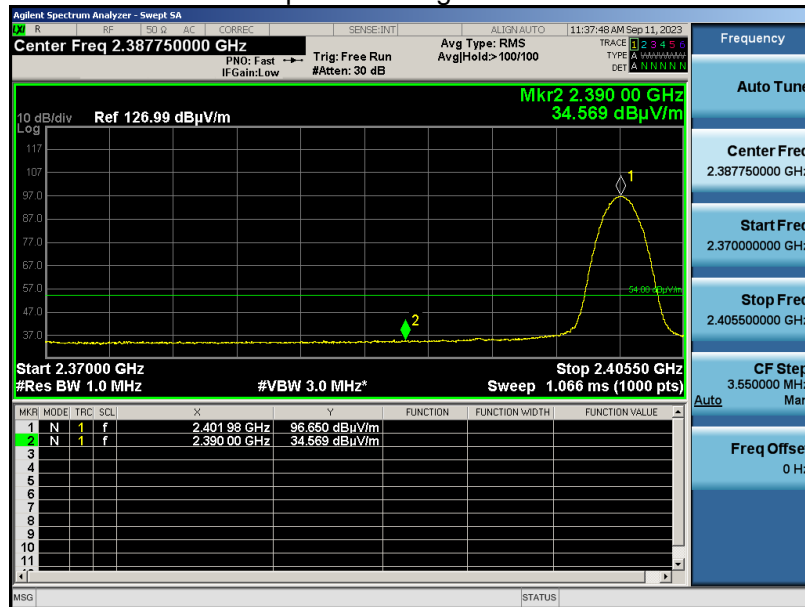 Agilent Spectrum Analyzer - Swept SA
R RF 50 Ω AC CORREC SENSE:INT ALIGN AUTO 11:37:48 AM Sep 11, 2023
Center Freq 2.387750000 GHz
PNO: Fast
IFGain:Low
Trig: Free Run
#Atten: 30 dB
Avg Type: RMS
Avg|Hold:>100/100
TRACE 1 2 3 4 5 6
TYPE A WWWWW
DET A N N N N N
Mkr2 2.390 00 GHz
34.569 dBµV/m
10 dB/div Ref 126.99 dBµV/m
Log
117
107
97.0
87.0
77.0
67.0
57.0
47.0
37.0
1
2
54.00 dBµV/m
Start 2.37000 GHz Stop 2.40550 GHz
#Res BW 1.0 MHz #VBW 3.0 MHz* Sweep 1.066 ms (1000 pts)
MKR MODE TRC SCL X Y FUNCTION FUNCTION WIDTH FUNCTION VALUE
1 N 1 f 2.401 98 GHz 96.650 dBµV/m
2 N 1 f 2.390 00 GHz 34.569 dBµV/m
3
4
5
6
7
8
9
10
11
MSG STATUS
Frequency
Auto Tune
Center Freq
2.387750000 GHz
Start Freq
2.370000000 GHz
Stop Freq
2.405500000 GHz
CF Step
3.550000 MHz
Auto Man
Freq Offset
0 Hz